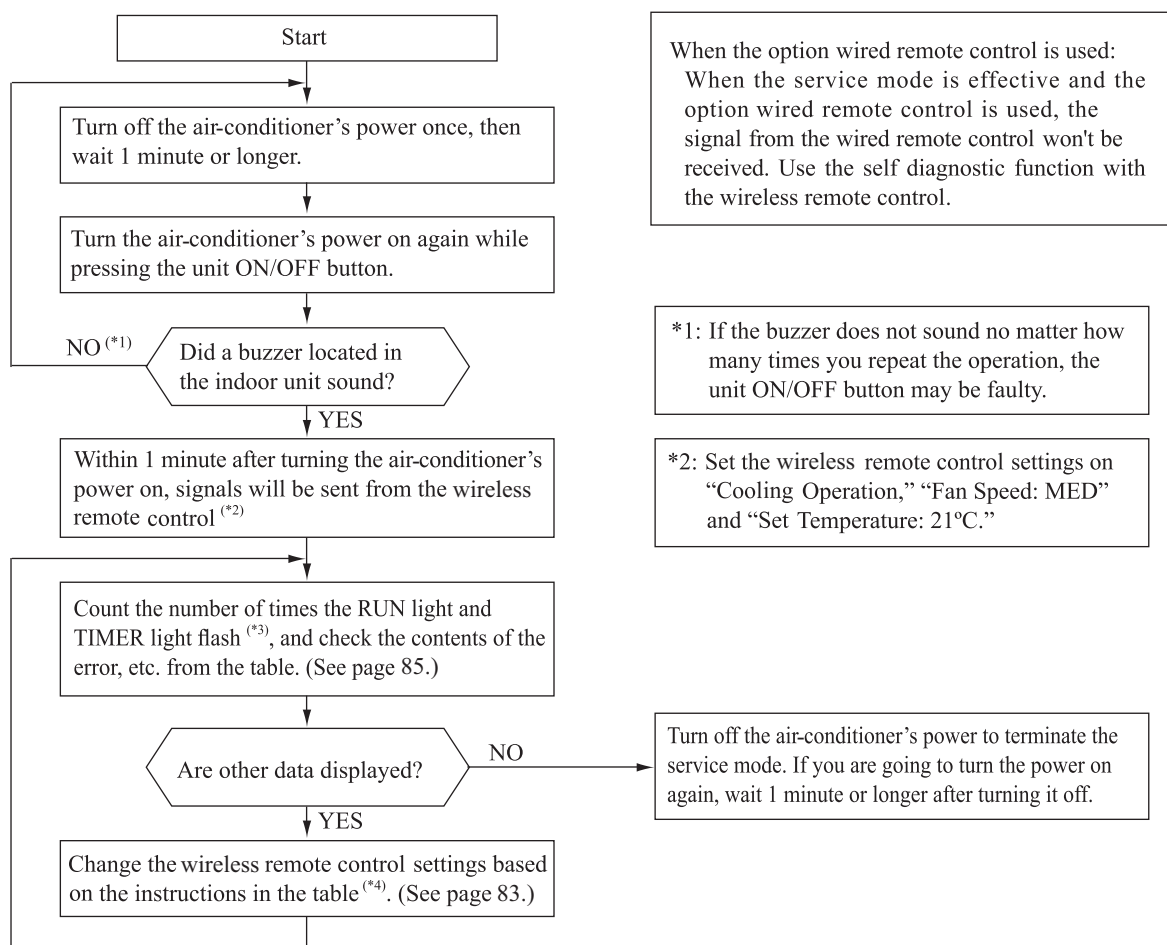 Start
Turn off the air-conditioner’s power once, then
wait 1 minute or longer.
Turn the air-conditioner’s power on again while
pressing the unit ON/OFF button.
NO (*1)
Did a buzzer located in
the indoor unit sound?
YES
Within 1 minute after turning the air-conditioner’s
power on, signals will be sent from the wireless
remote control (*2)
Count the number of times the RUN light and
TIMER light flash (*3), and check the contents of the
error, etc. from the table. (See page 85.)
Are other data displayed?
NO
YES
Change the wireless remote control settings based
on the instructions in the table (*4). (See page 83.)
When the option wired remote control is used:
When the service mode is effective and the
option wired remote control is used, the
signal from the wired remote control won't be
received. Use the self diagnostic function with
the wireless remote control.
*1: If the buzzer does not sound no matter how
many times you repeat the operation, the
unit ON/OFF button may be faulty.
*2: Set the wireless remote control settings on
“Cooling Operation,” “Fan Speed: MED”
and “Set Temperature: 21ºC.”
Turn off the air-conditioner’s power to terminate the
service mode. If you are going to turn the power on
again, wait 1 minute or longer after turning it off.